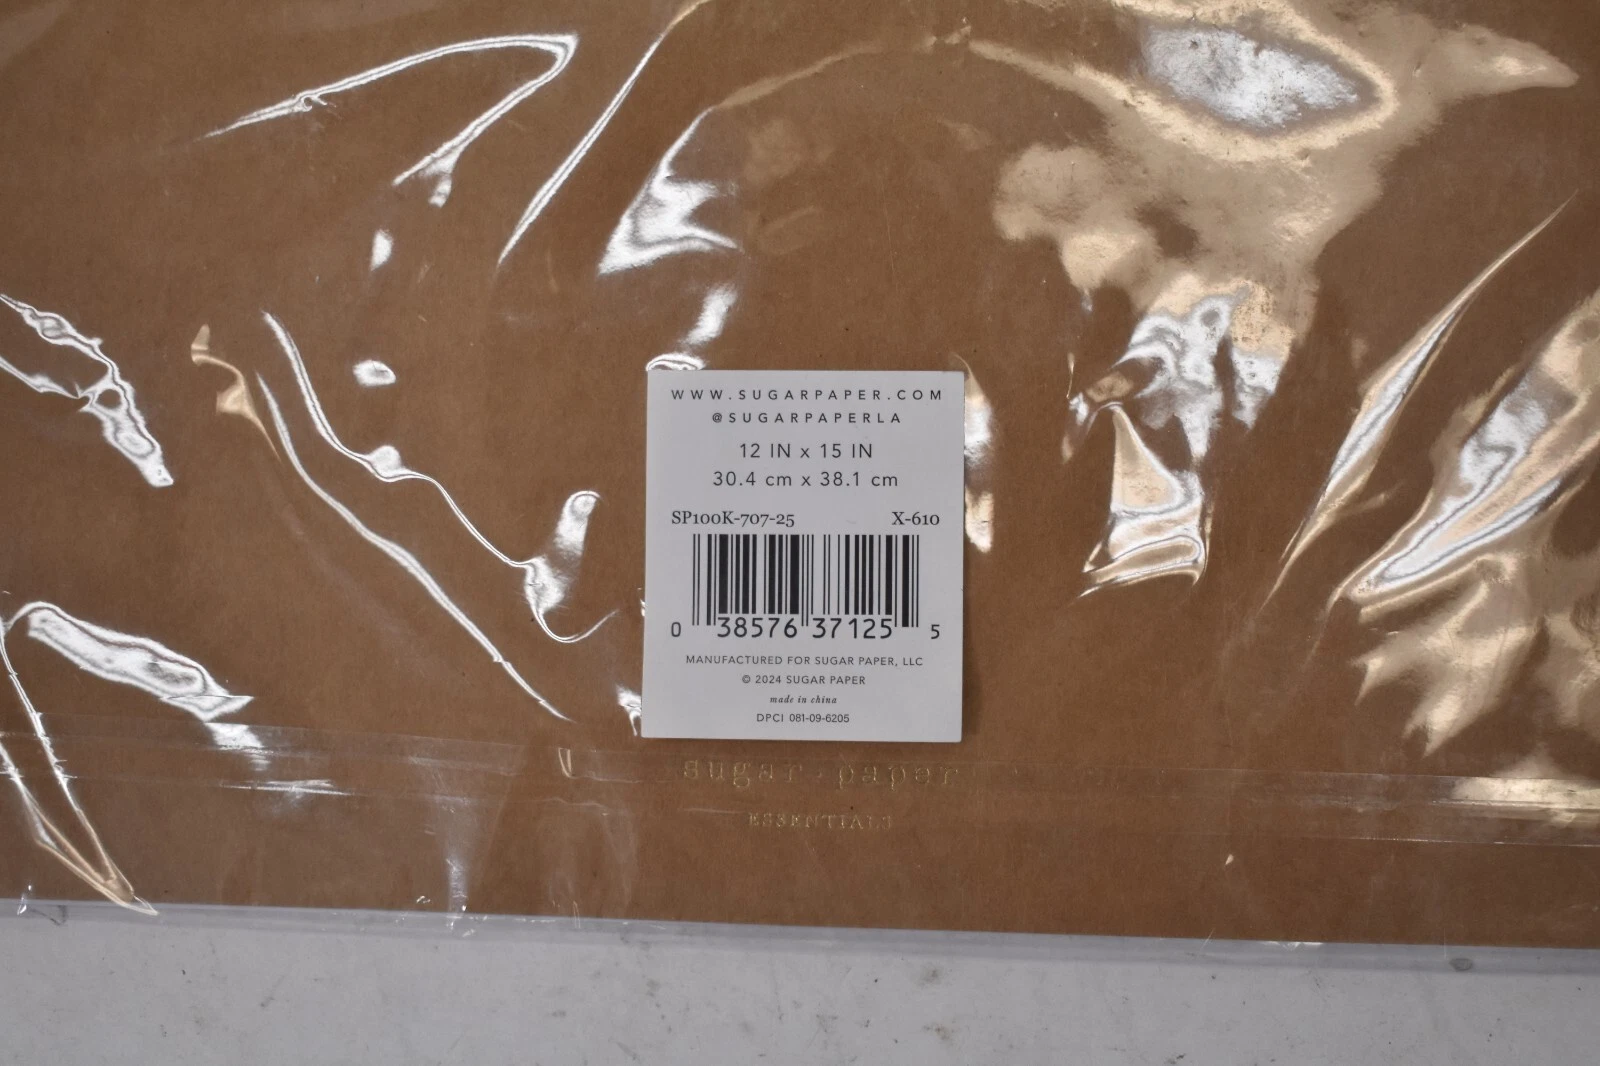 WWW.SUGARPAPER.COM
@SUGARPAPERLA
12 IN x 15 IN
30.4 cm x 38.1 cm
SP100K-707-25 X-610
0 38576 37125 5
MANUFACTURED FOR SUGAR PAPER, LLC
© 2024 SUGAR PAPER
made in china
DPCI 081-09-6205
sugar · paper
ESSENTIALS